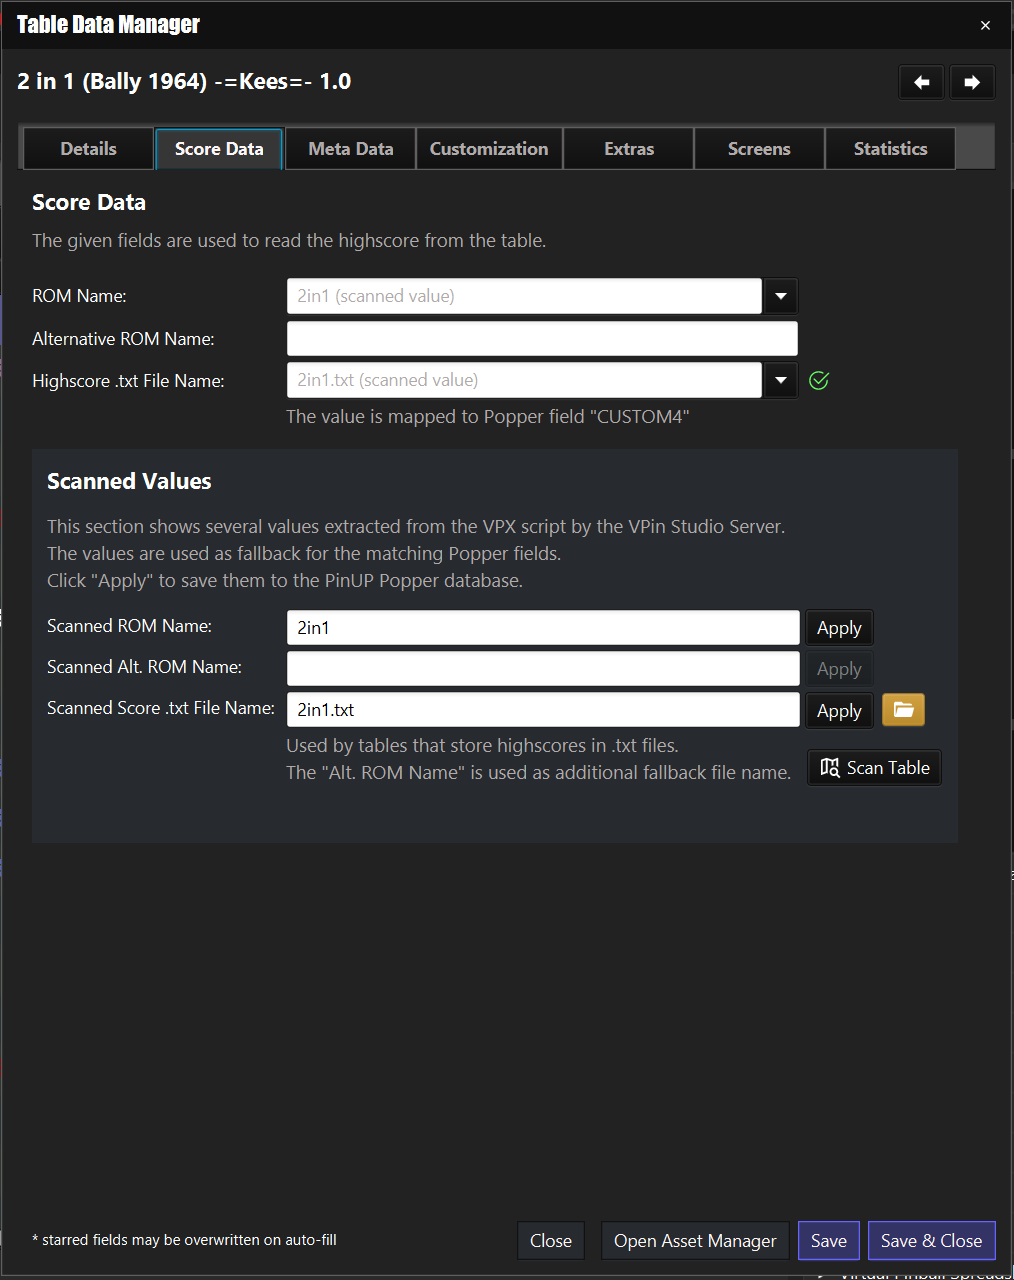 Table Data Manager
2 in 1 (Bally 1964) -=Kees=- 1.0
Details
Score Data
Meta Data
Customization
Extras
Screens
Statistics
Score Data
The given fields are used to read the highscore from the table.
ROM Name:
2in1 (scanned value)
Alternative ROM Name:
Highscore .txt File Name:
2in1.txt (scanned value)
The value is mapped to Popper field "CUSTOM4"
Scanned Values
This section shows several values extracted from the VPX script by the VPin Studio Server.
The values are used as fallback for the matching Popper fields.
Click "Apply" to save them to the PinUP Popper database.
Scanned ROM Name:
2in1
Apply
Scanned Alt. ROM Name:
Apply
Scanned Score .txt File Name:
2in1.txt
Apply
Used by tables that store highscores in .txt files.
The "Alt. ROM Name" is used as additional fallback file name.
Scan Table
* starred fields may be overwritten on auto-fill
Close
Open Asset Manager
Save
Save & Close